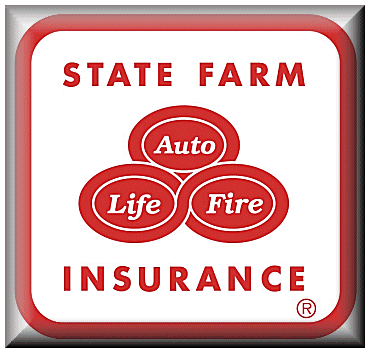 STATE FARM
Auto
Life Fire
INSURANCE
®